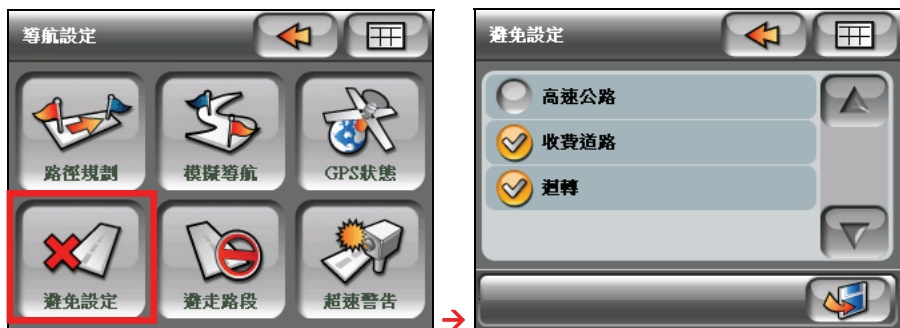 導航設定
路徑規劃 模擬導航 GPS狀態
避免設定 避走路段 超速警告
避免設定
高速公路
收費道路
迴轉